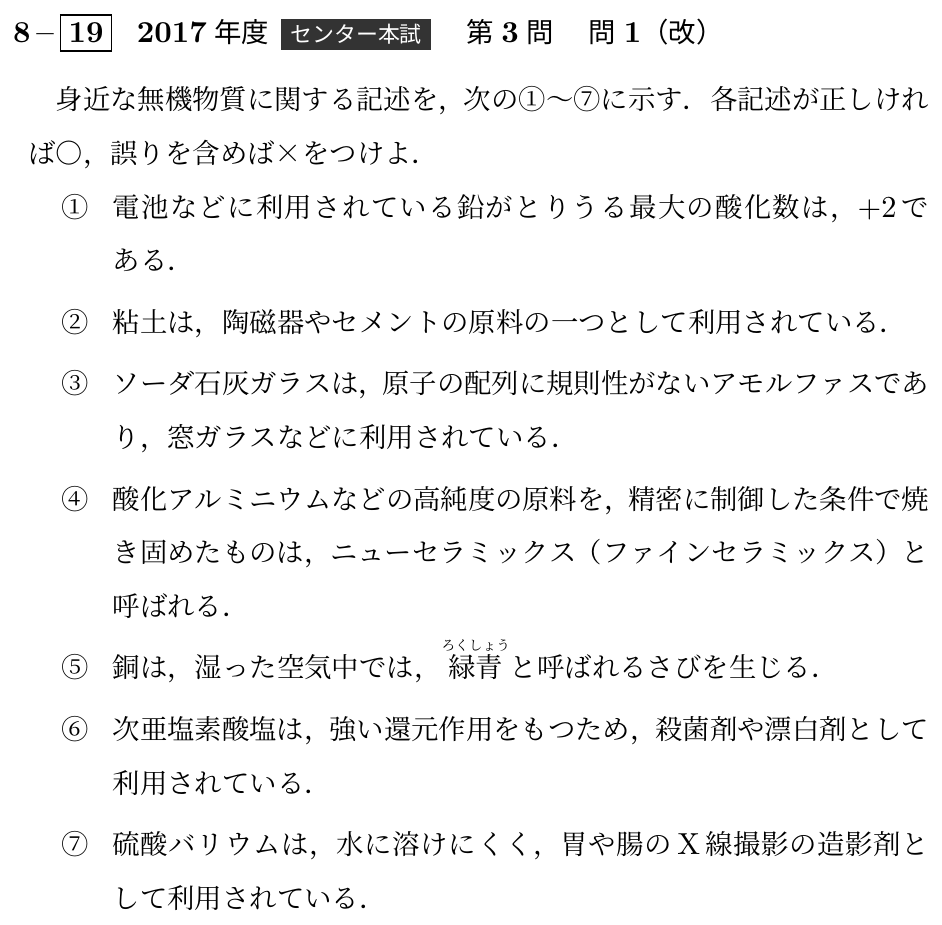 8－19 2017 年度 センター本試 第 3 問 問 1（改）
身近な無機物質に関する記述を，次の①～⑦に示す．各記述が正しけれ
ば○，誤りを含めば×をつけよ．
① 電池などに利用されている鉛がとりうる最大の酸化数は，+2 で
ある．
② 粘土は，陶磁器やセメントの原料の一つとして利用されている．
③ ソーダ石灰ガラスは，原子の配列に規則性がないアモルファスであ
り，窓ガラスなどに利用されている．
④ 酸化アルミニウムなどの高純度の原料を，精密に制御した条件で焼
き固めたものは，ニューセラミックス（ファインセラミックス）と
呼ばれる．
ろくしょう
⑤ 銅は，湿った空気中では，緑青と呼ばれるさびを生じる．
⑥ 次亜塩素酸塩は，強い還元作用をもつため，殺菌剤や漂白剤として
利用されている．
⑦ 硫酸バリウムは，水に溶けにくく，胃や腸の X 線撮影の造影剤と
して利用されている．